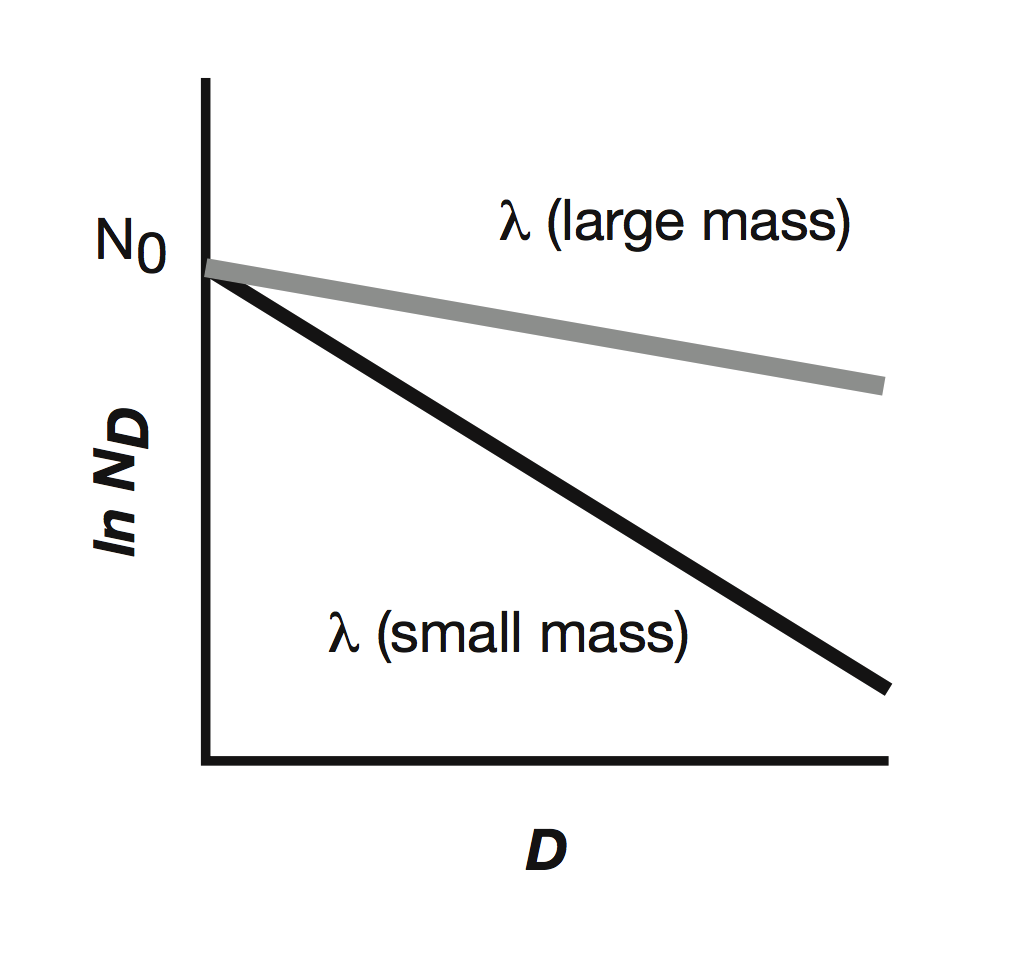 λ (large mass)
N0
ln ND
λ (small mass)
D